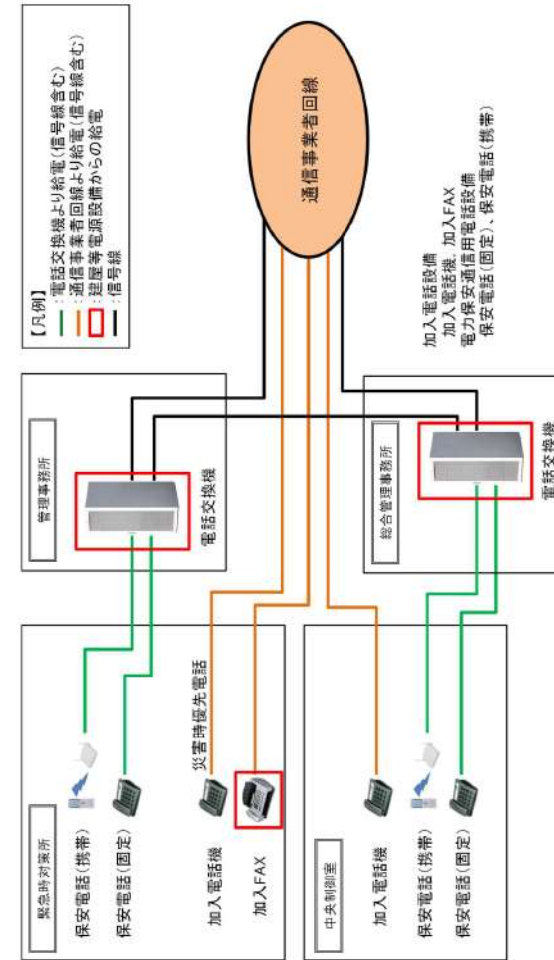 【凡例】
：電話交換機より給電(信号線含む)
：通信事業者回線より給電(信号線含む)
：建屋等電源設備からの給電
：信号線
緊急時対策所
保安電話(携帯)
保安電話(固定)
加入電話機
災害時優先電話
加入FAX
管理事務所
電話交換機
通信事業者回線
中央制御室
加入電話機
保安電話(携帯)
保安電話(固定)
総合管理事務所
電話交換機
加入電話設備
加入電話機、加入FAX
電力保安通信用電話設備
保安電話(固定)、保安電話(携帯)